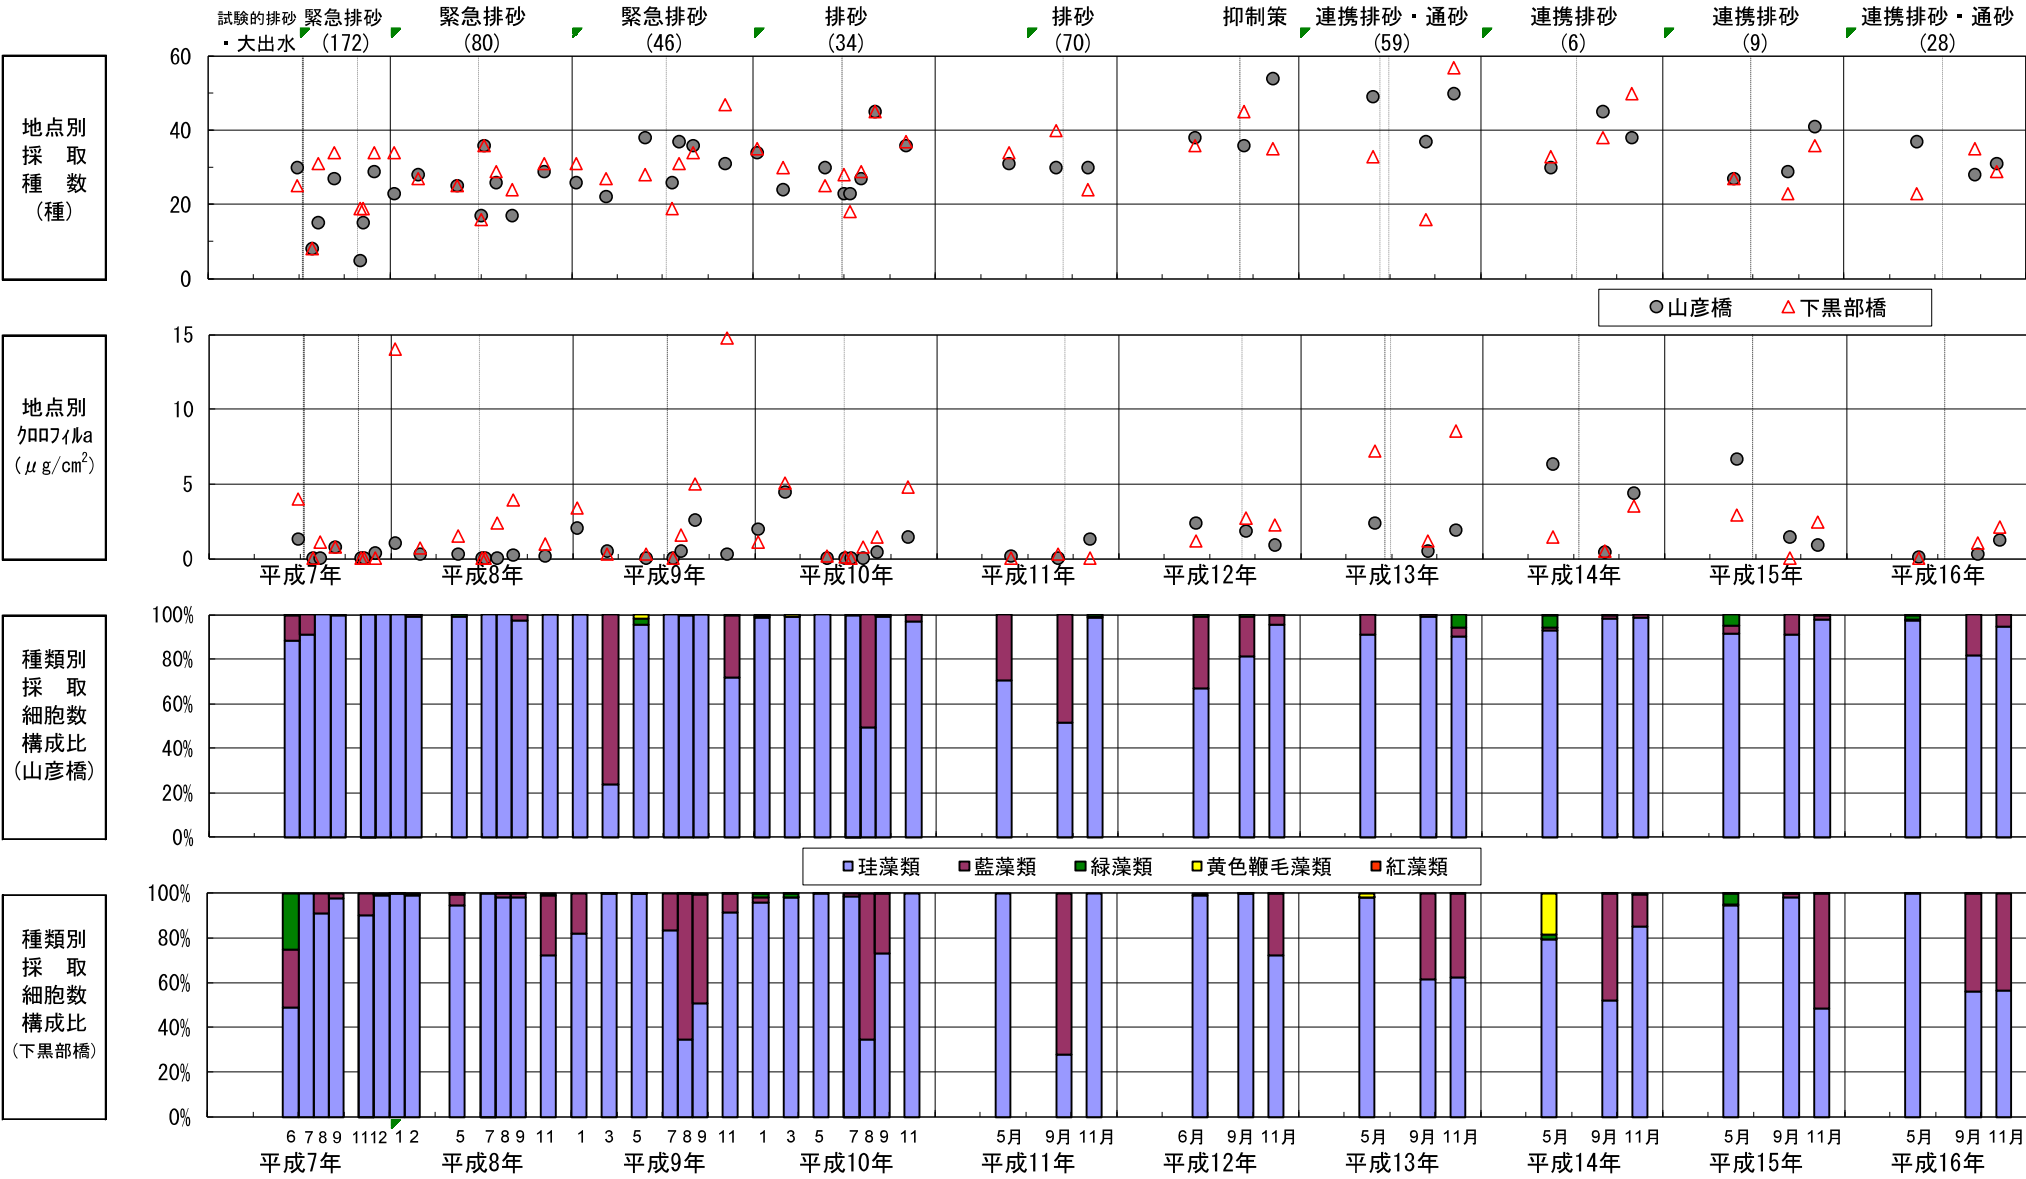 試験的排砂 緊急排砂 緊急排砂 緊急排砂 排砂 排砂 抑制策 連携排砂・通砂 連携排砂 連携排砂 連携排砂・通砂
・大出水 (172) (80) (46) (34) (70) (59) (6) (9) (28)
地点別
採 取
種 数
(種)
60
40
20
0
山彦橋 下黒部橋
地点別
クロロフィルa
(μg/cm2)
15
10
5
0
平成7年 平成8年 平成9年 平成10年 平成11年 平成12年 平成13年 平成14年 平成15年 平成16年
種類別
採 取
細胞数
構成比
(山彦橋)
100%
80%
60%
40%
20%
0%
珪藻類 藍藻類 緑藻類 黄色鞭毛藻類 紅藻類
種類別
採 取
細胞数
構成比
(下黒部橋)
100%
80%
60%
40%
20%
0%
6 7 8 9 11 12 1 2 5 7 8 9 11 1 3 5 7 8 9 11 1 3 5 7 8 9 11 5月 9月 11月 6月 9月 11月 5月 9月 11月 5月 9月 11月 5月 9月 11月 5月 9月 11月
平成7年 平成8年 平成9年 平成10年 平成11年 平成12年 平成13年 平成14年 平成15年 平成16年